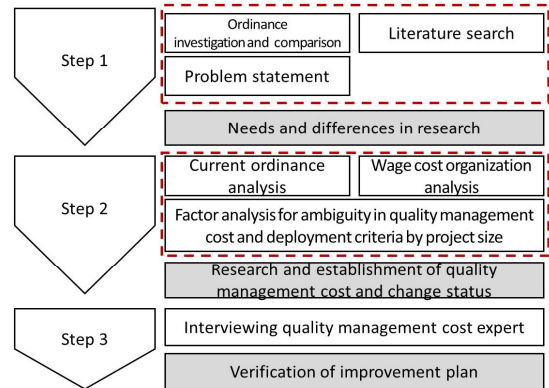 Step 1
Ordinance
investigation and comparison
Literature search
Problem statement
Needs and differences in research
Step 2
Current ordinance
analysis
Wage cost organization
analysis
Factor analysis for ambiguity in quality management
cost and deployment criteria by project size
Research and establishment of quality
management cost and change status
Step 3
Interviewing quality management cost expert
Verification of improvement plan